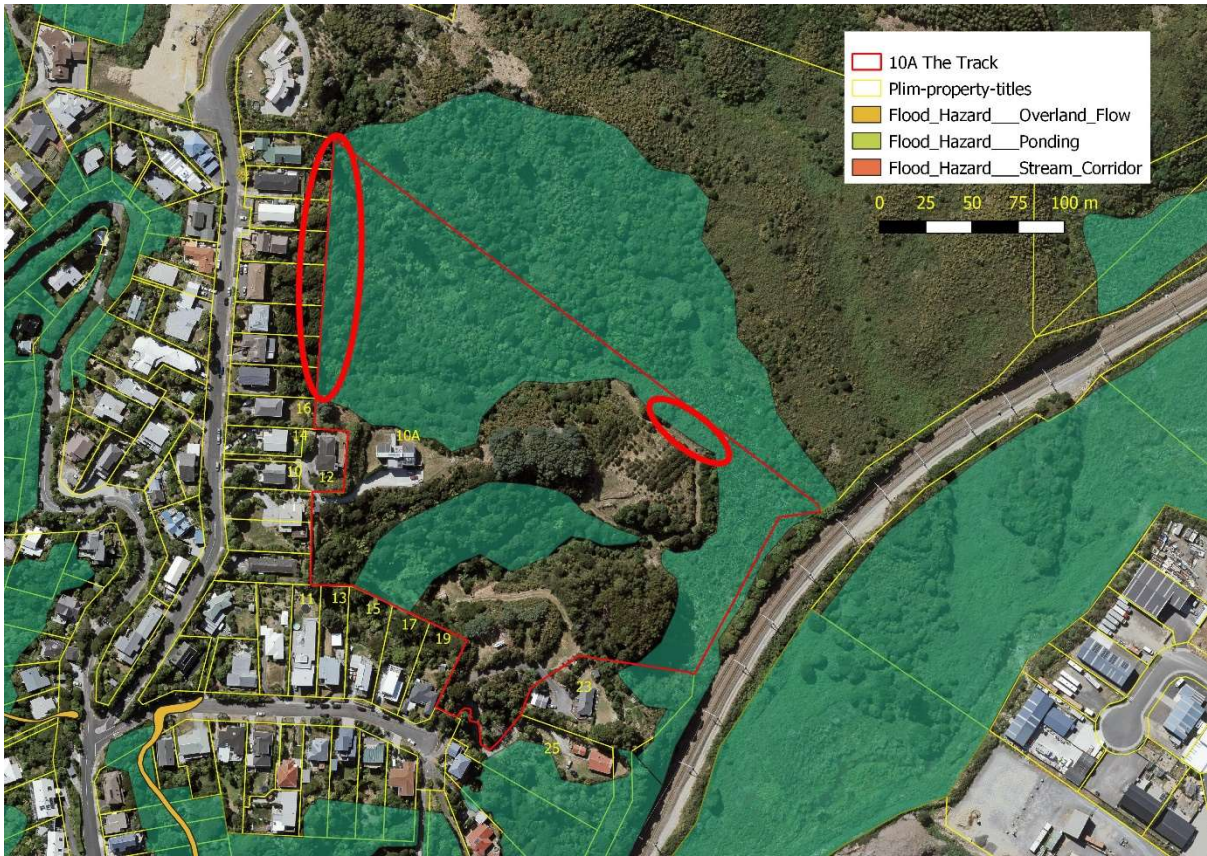 10A The Track
Plim-property-titles
Flood_Hazard___Overland_Flow
Flood_Hazard___Ponding
Flood_Hazard___Stream_Corridor
0 25 50 75 100 m
16
14
10A
10
12
11
13
15
17
19
23
25